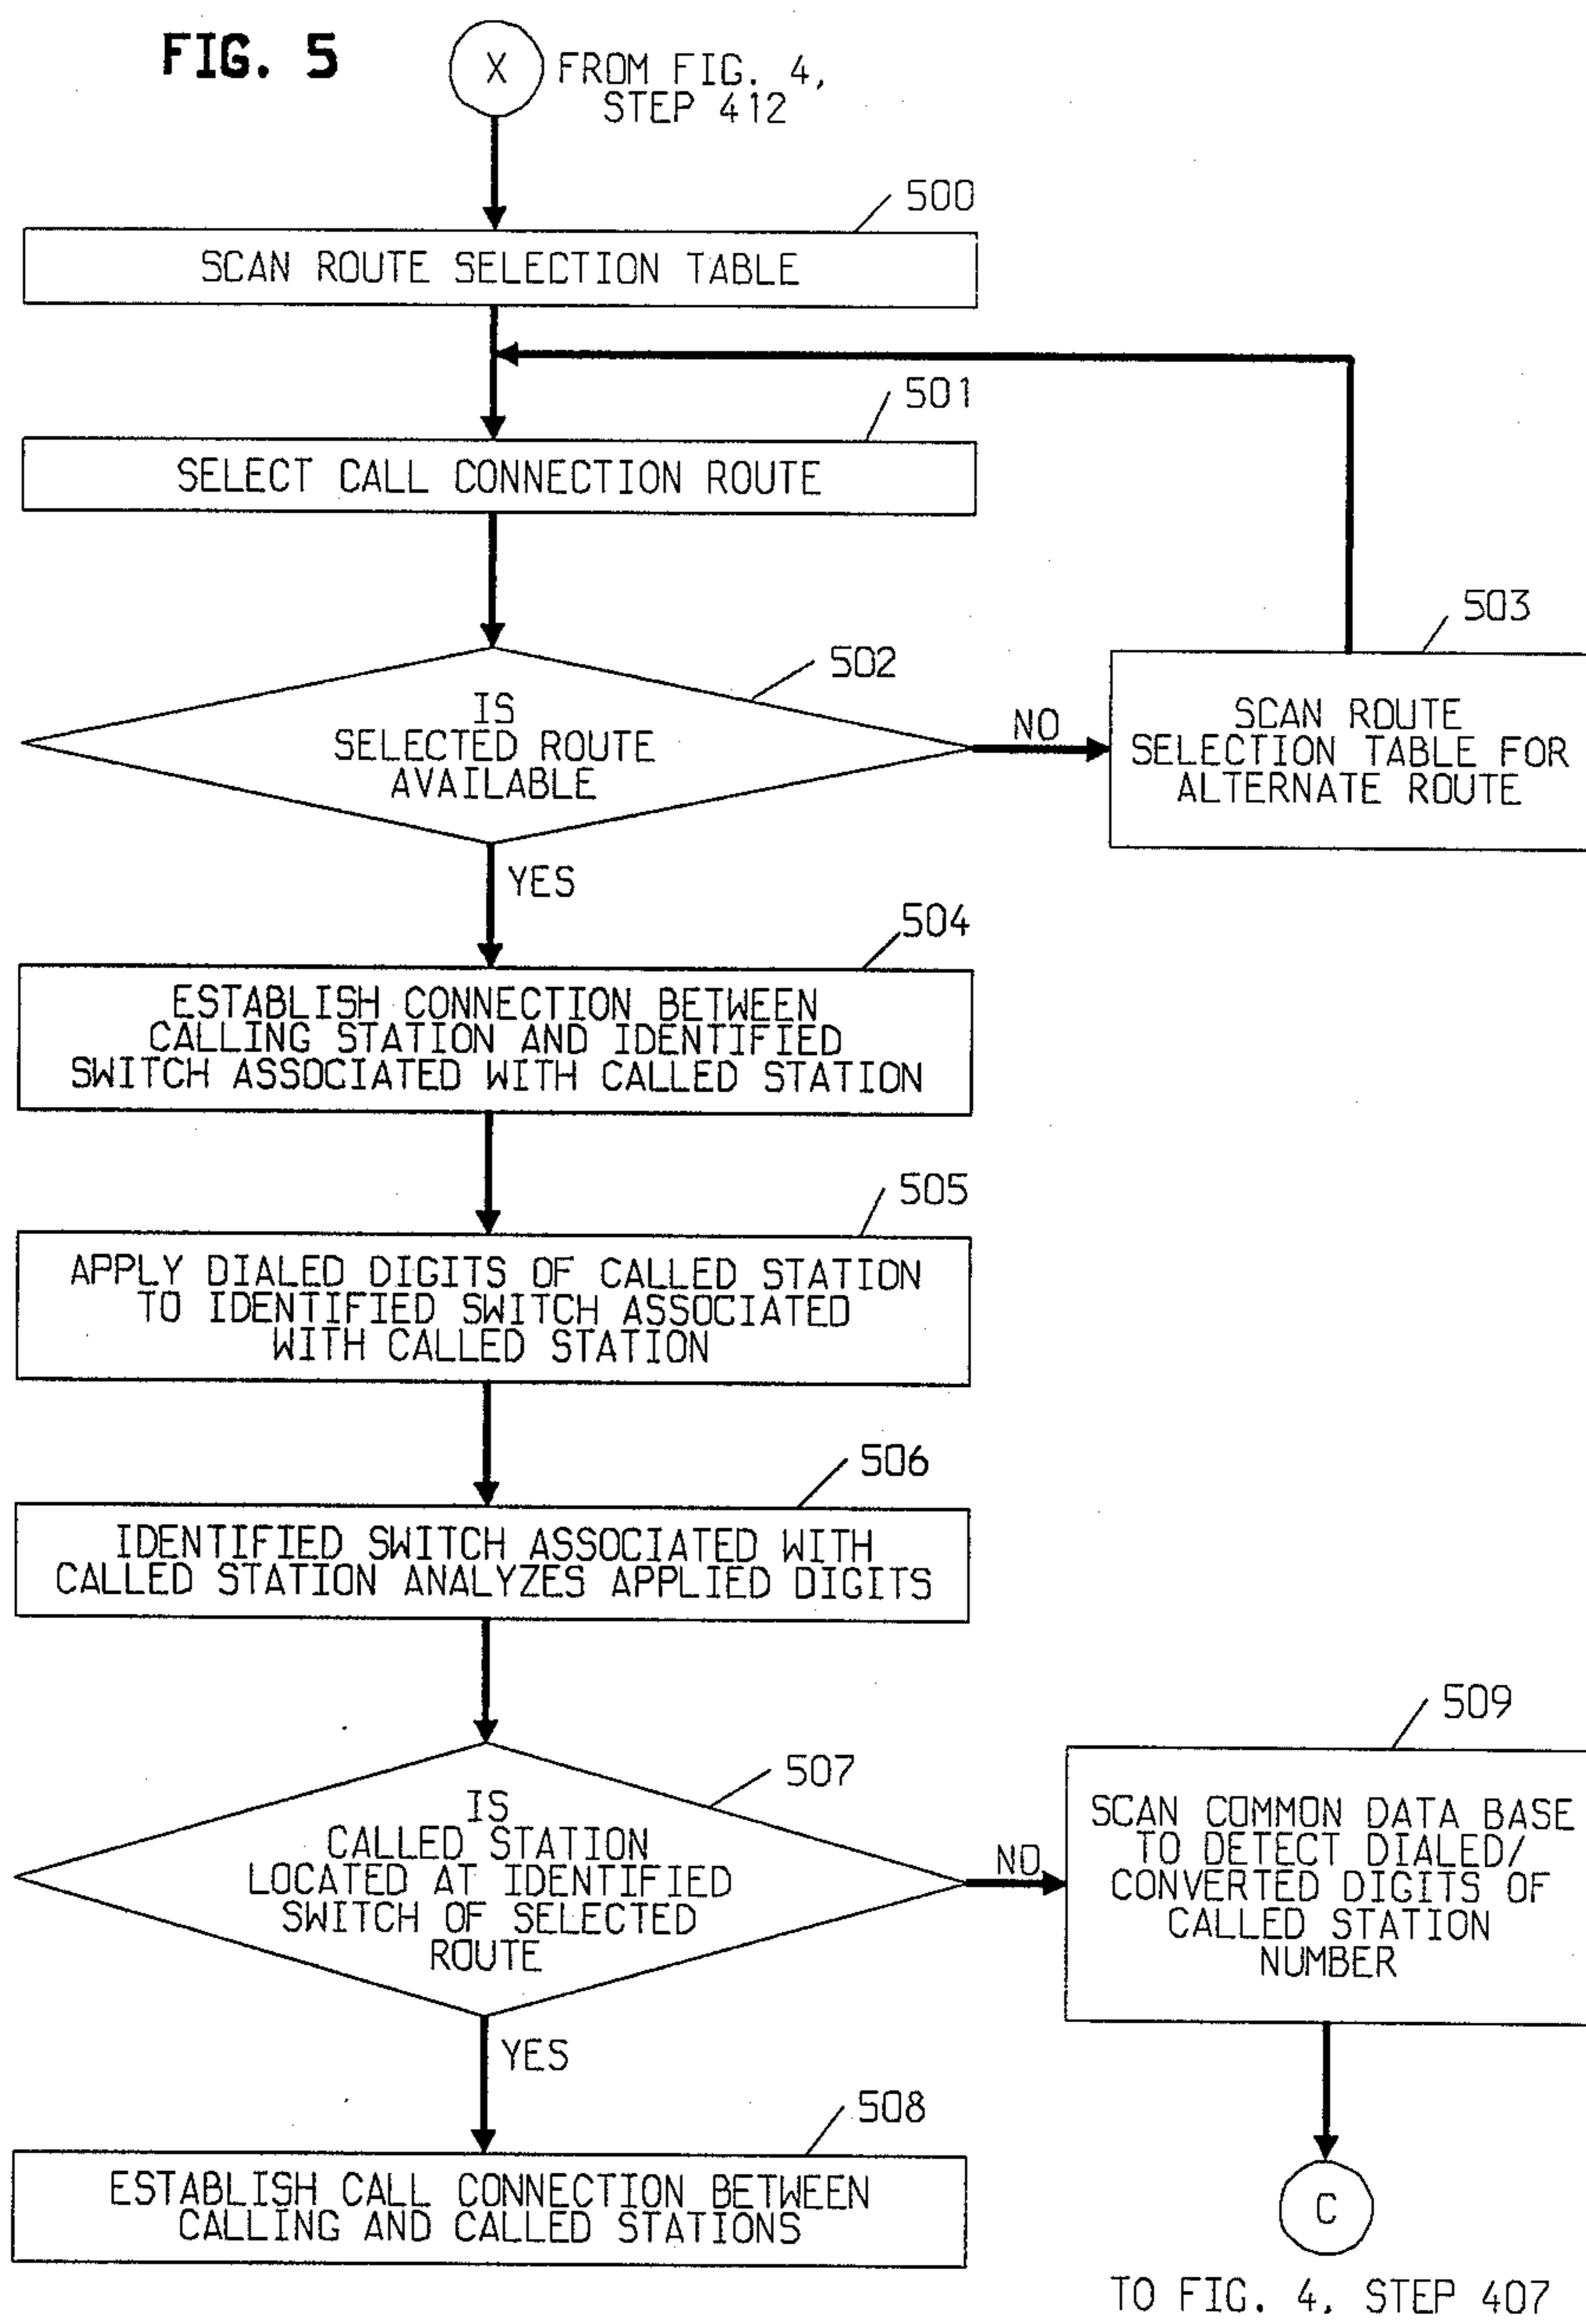 FIG. 5
X
FROM FIG. 4,
STEP 412
500
SCAN ROUTE SELECTION TABLE
501
SELECT CALL CONNECTION ROUTE
502
IS
SELECTED ROUTE
AVAILABLE
NO
503
SCAN ROUTE
SELECTION TABLE FOR
ALTERNATE ROUTE
YES
504
ESTABLISH CONNECTION BETWEEN
CALLING STATION AND IDENTIFIED
SWITCH ASSOCIATED WITH CALLED STATION
505
APPLY DIALED DIGITS OF CALLED STATION
TO IDENTIFIED SWITCH ASSOCIATED
WITH CALLED STATION
506
IDENTIFIED SWITCH ASSOCIATED WITH
CALLED STATION ANALYZES APPLIED DIGITS
507
IS
CALLED STATION
LOCATED AT IDENTIFIED
SWITCH OF SELECTED
ROUTE
NO
509
SCAN COMMON DATA BASE
TO DETECT DIALED/
CONVERTED DIGITS OF
CALLED STATION
NUMBER
YES
508
ESTABLISH CALL CONNECTION BETWEEN
CALLING AND CALLED STATIONS
C
TO FIG. 4, STEP 407